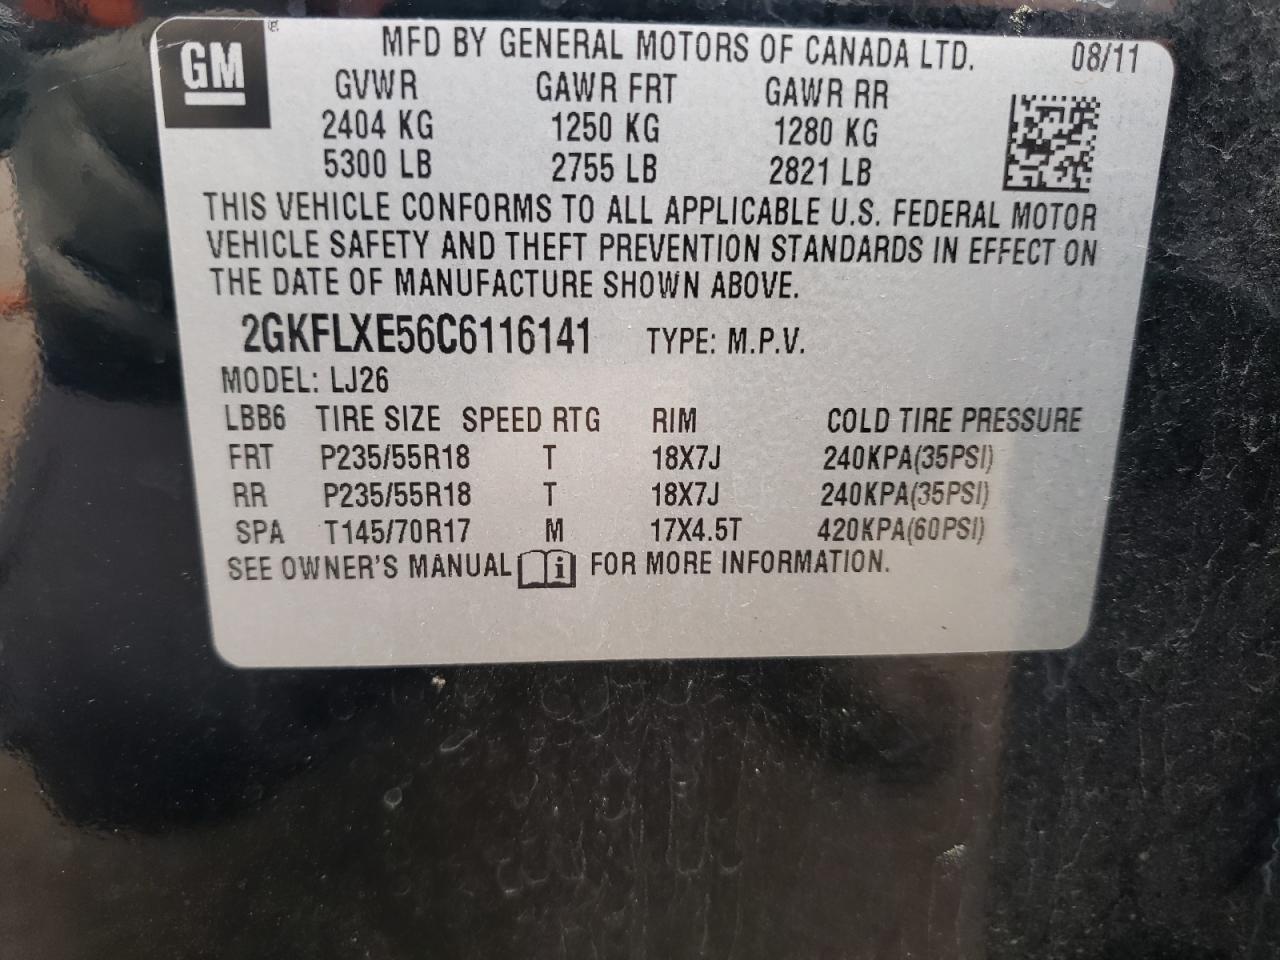 GM
MFD BY GENERAL MOTORS OF CANADA LTD. 08/11
GVWR GAWR FRT GAWR RR
2404 KG 1250 KG 1280 KG
5300 LB 2755 LB 2821 LB
THIS VEHICLE CONFORMS TO ALL APPLICABLE U.S. FEDERAL MOTOR
VEHICLE SAFETY AND THEFT PREVENTION STANDARDS IN EFFECT ON
THE DATE OF MANUFACTURE SHOWN ABOVE.
2GKFLXE56C6116141 TYPE: M.P.V.
MODEL: LJ26
LBB6 TIRE SIZE SPEED RTG RIM COLD TIRE PRESSURE
FRT P235/55R18 T 18X7J 240KPA(35PSI)
RR P235/55R18 T 18X7J 240KPA(35PSI)
SPA T145/70R17 M 17X4.5T 420KPA(60PSI)
SEE OWNER'S MANUAL i FOR MORE INFORMATION.